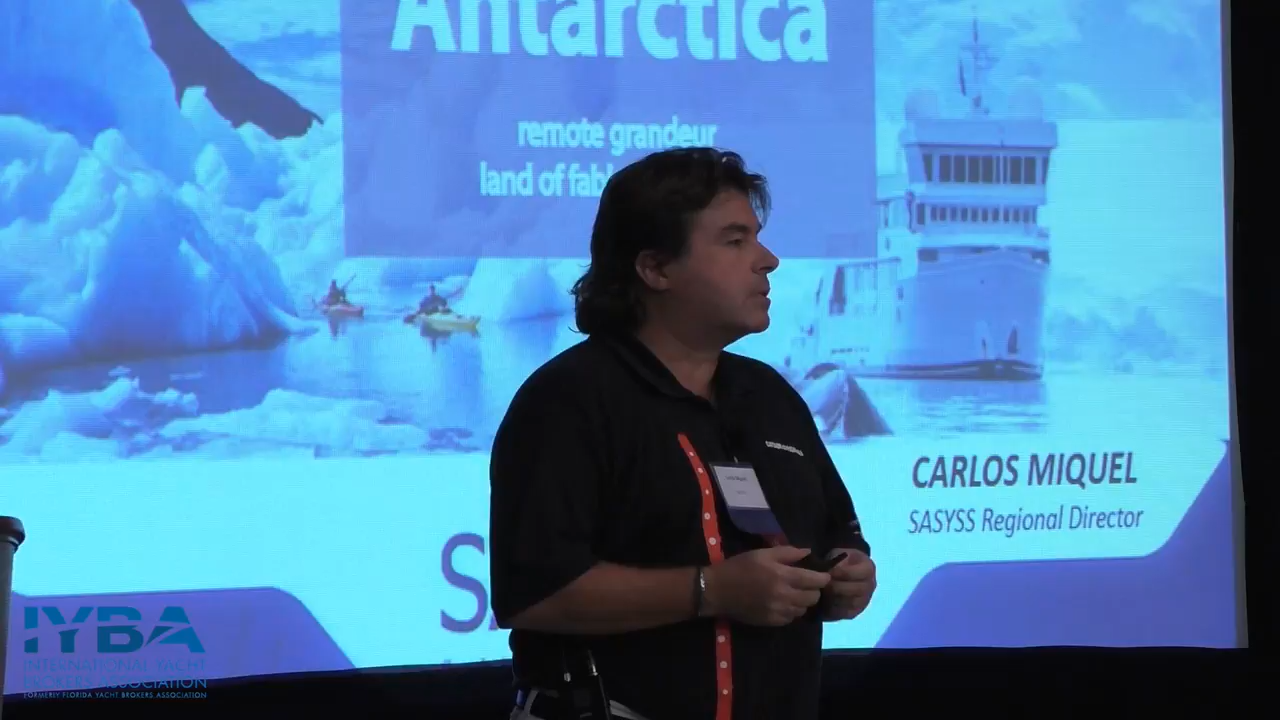 Antarctica
remote grandeur
land of
CARLOS MIQUEL
SASYSS Regional Director
IYBA
INTERNATIONAL YACHT
BROKERS ASSOCIATION
FORMERLY FLORIDA YACHT BROKERS ASSOCIATION